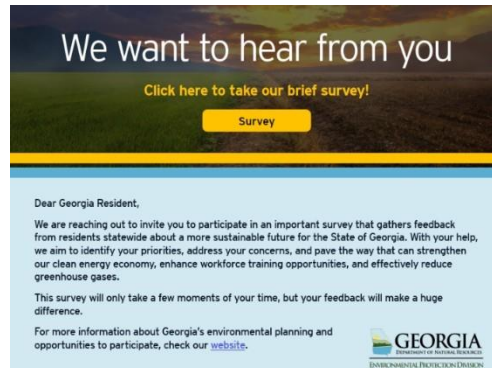 We want to hear from you
Click here to take our brief survey!
Survey
Dear Georgia Resident,
We are reaching out to invite you to participate in an important survey that gathers feedback
from residents statewide about a more sustainable future for the State of Georgia. With your help,
we aim to identify your priorities, address your concerns, and pave the way that can strengthen
our clean energy economy, enhance workforce training opportunities, and effectively reduce
greenhouse gases.
This survey will only take a few moments of your time, but your feedback will make a huge
difference.
For more information about Georgia's environmental planning and
opportunities to participate, check our website.
GEORGIA
DEPARTMENT OF NATURAL RESOURCES
ENVIRONMENTAL PROTECTION DIVISION